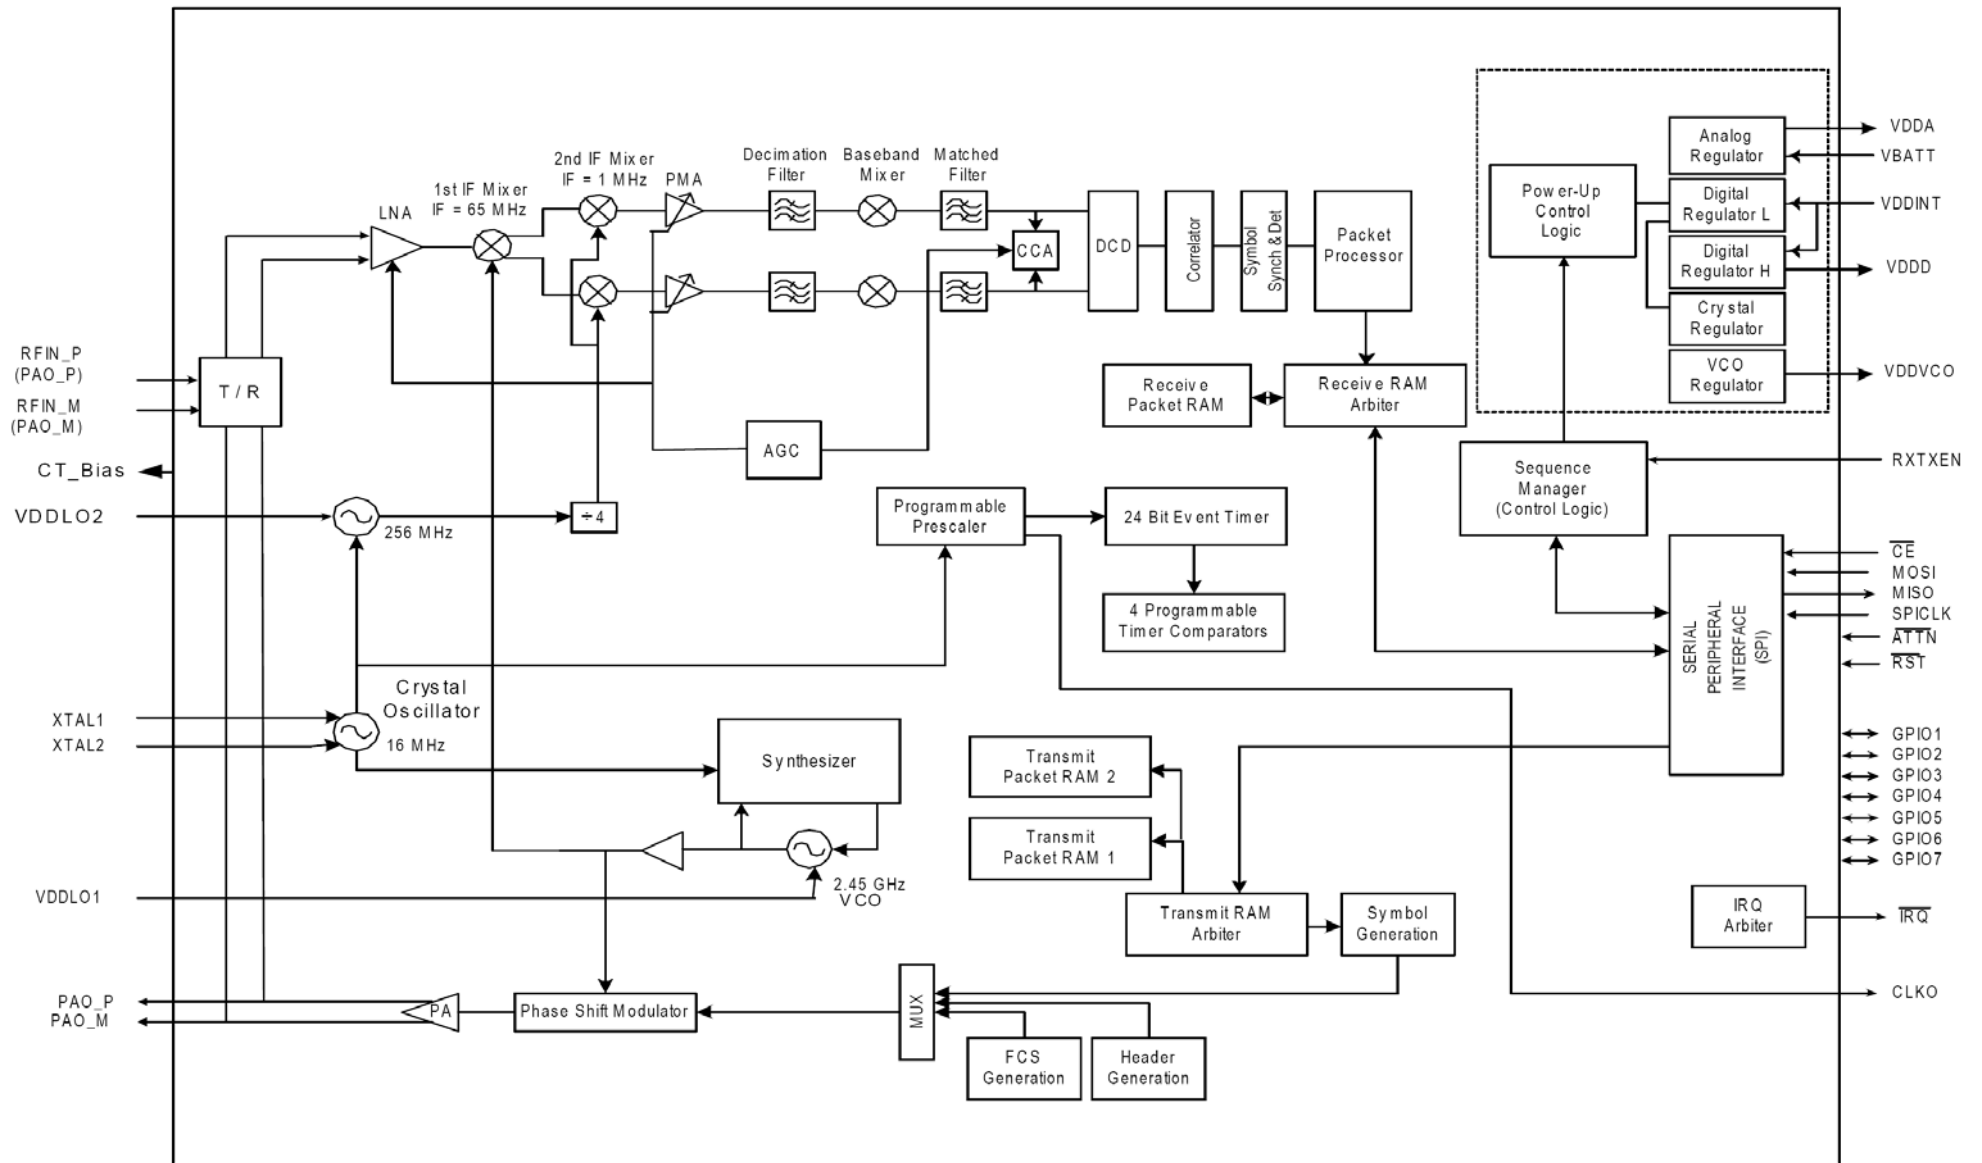 2nd IF Mixer
IF = 1 MHz
1st IF Mixer
IF = 65 MHz
LNA
PMA
Decimation
Filter
Baseband
Mixer
Matched
Filter
CCA
DCD
Correlator
Symbol
Synch & Det
Packet
Processor
Power-Up
Control
Logic
Analog
Regulator
Digital
Regulator L
Digital
Regulator H
Crystal
Regulator
VCO
Regulator
VDDA
VBATT
VDDINT
VDDD
VDDVCO
RFIN_P
(PAO_P)
RFIN_M
(PAO_M)
T / R
CT_Bias
VDDLO2
256 MHz
÷4
AGC
Receive
Packet RAM
Receive RAM
Arbiter
Sequence
Manager
(Control Logic)
RXTXEN
Programmable
Prescaler
24 Bit Event Timer
4 Programmable
Timer Comparators
SERIAL
PERIPHERAL
INTERFACE
(SPI)
CE
MOSI
MISO
SPICLK
ATTN
RST
XTAL1
XTAL2
Crystal
Oscillator
16 MHz
Synthesizer
Transmit
Packet RAM 2
Transmit
Packet RAM 1
GPIO1
GPIO2
GPIO3
GPIO4
GPIO5
GPIO6
GPIO7
VDDLO1
2.45 GHz
VCO
Transmit RAM
Arbiter
Symbol
Generation
IRQ
Arbiter
IRQ
CLKO
PAO_P
PAO_M
PA
Phase Shift Modulator
MUX
FCS
Generation
Header
Generation